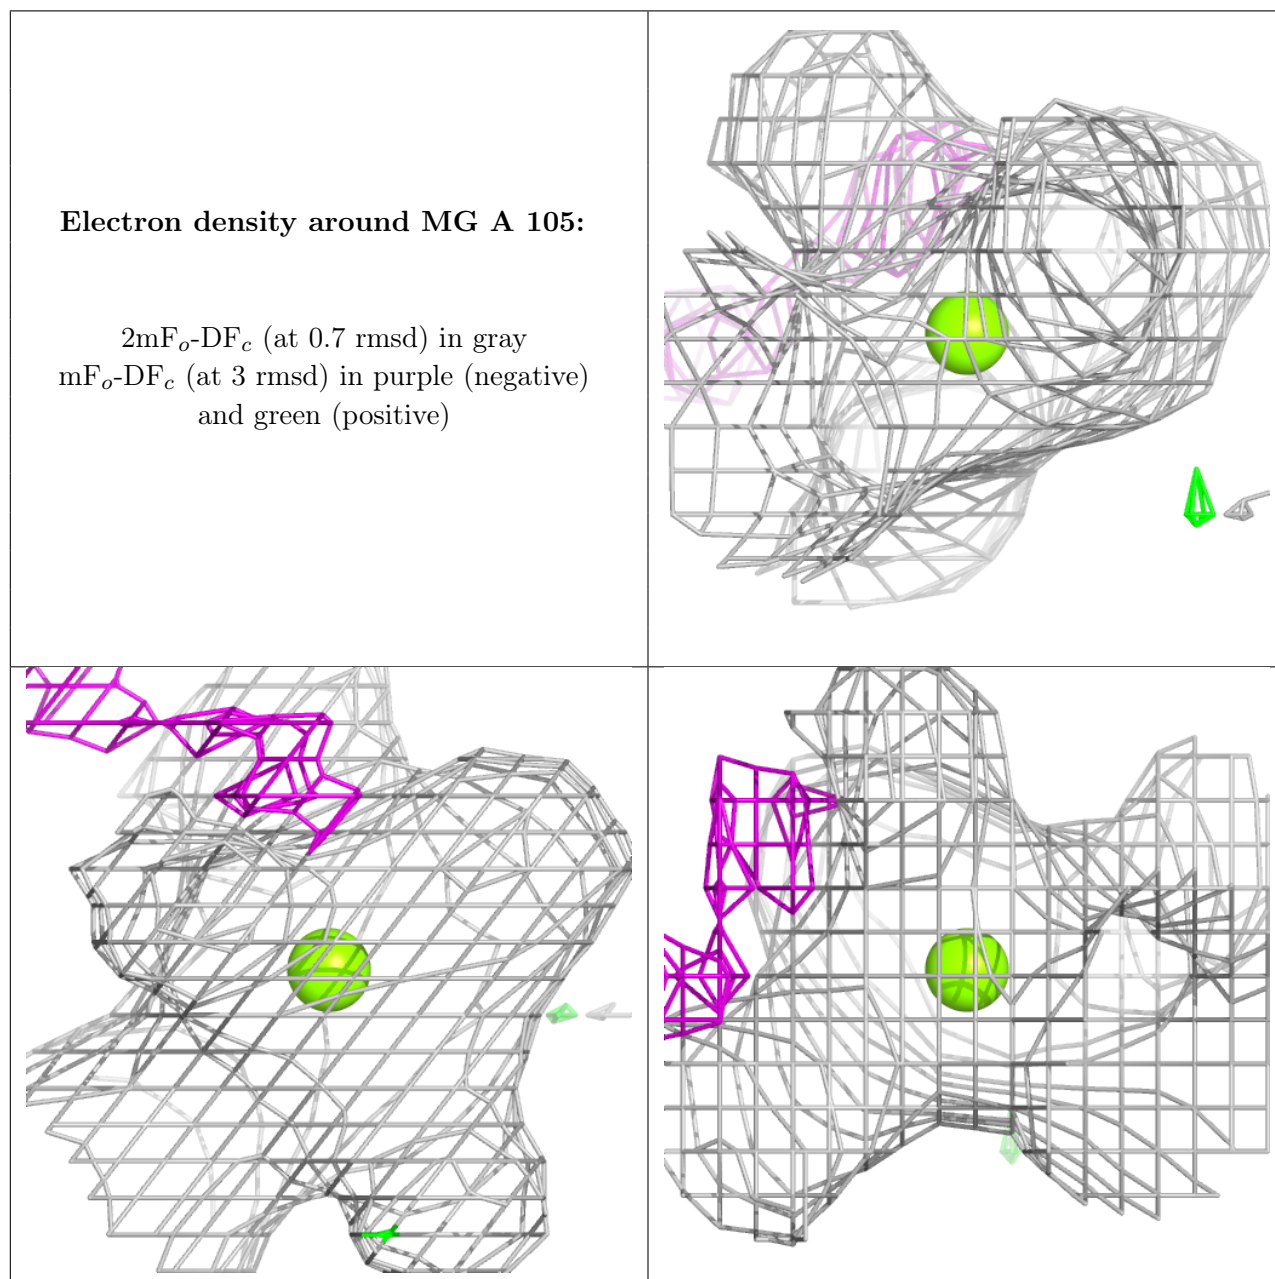 Electron density around MG A 105:
2mFo-DFc (at 0.7 rmsd) in gray
mFo-DFc (at 3 rmsd) in purple (negative)
and green (positive)